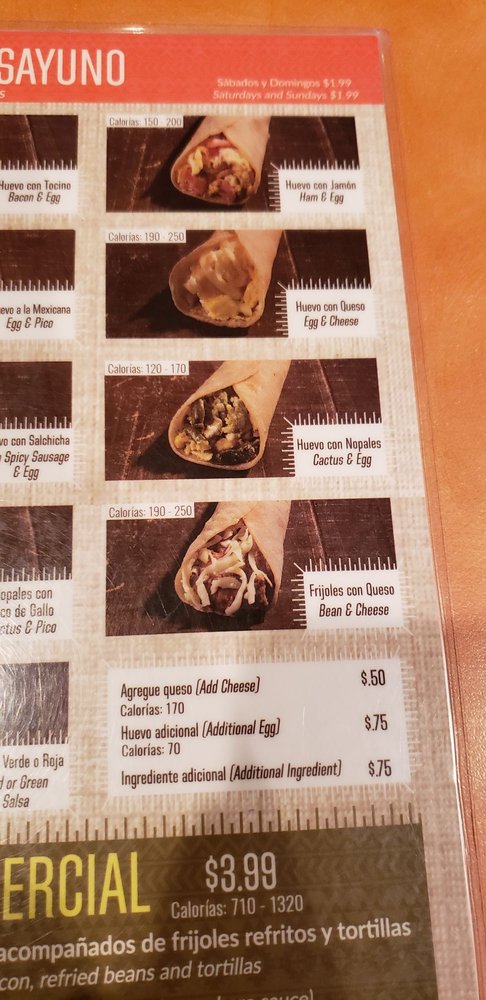 SAYUNO
Sábados y Domingos $1.99
Saturdays and Sundays $1.99
Calorías: 150 - 200
Huevo con Tocino
Bacon & Egg
Huevo con Jamón
Ham & Egg
Calorías: 190 - 250
evo a la Mexicana
Egg & Pico
Huevo con Queso
Egg & Cheese
Calorías: 120 - 170
vo con Salchicha
Spicy Sausage
& Egg
Huevo con Nopales
Cactus & Egg
Calorías: 190 - 250
opales con
co de Gallo
ctus & Pico
Frijoles con Queso
Bean & Cheese
Agregue queso (Add Cheese) $.50
Calorías: 170
Huevo adicional (Additional Egg) $.75
Calorías: 70
Ingrediente adicional (Additional Ingredient) $.75
Verde o Roja
d or Green
Salsa
ERCIAL $3.99
Calorías: 710 - 1320
acompañados de frijoles refritos y tortillas
con, refried beans and tortillas